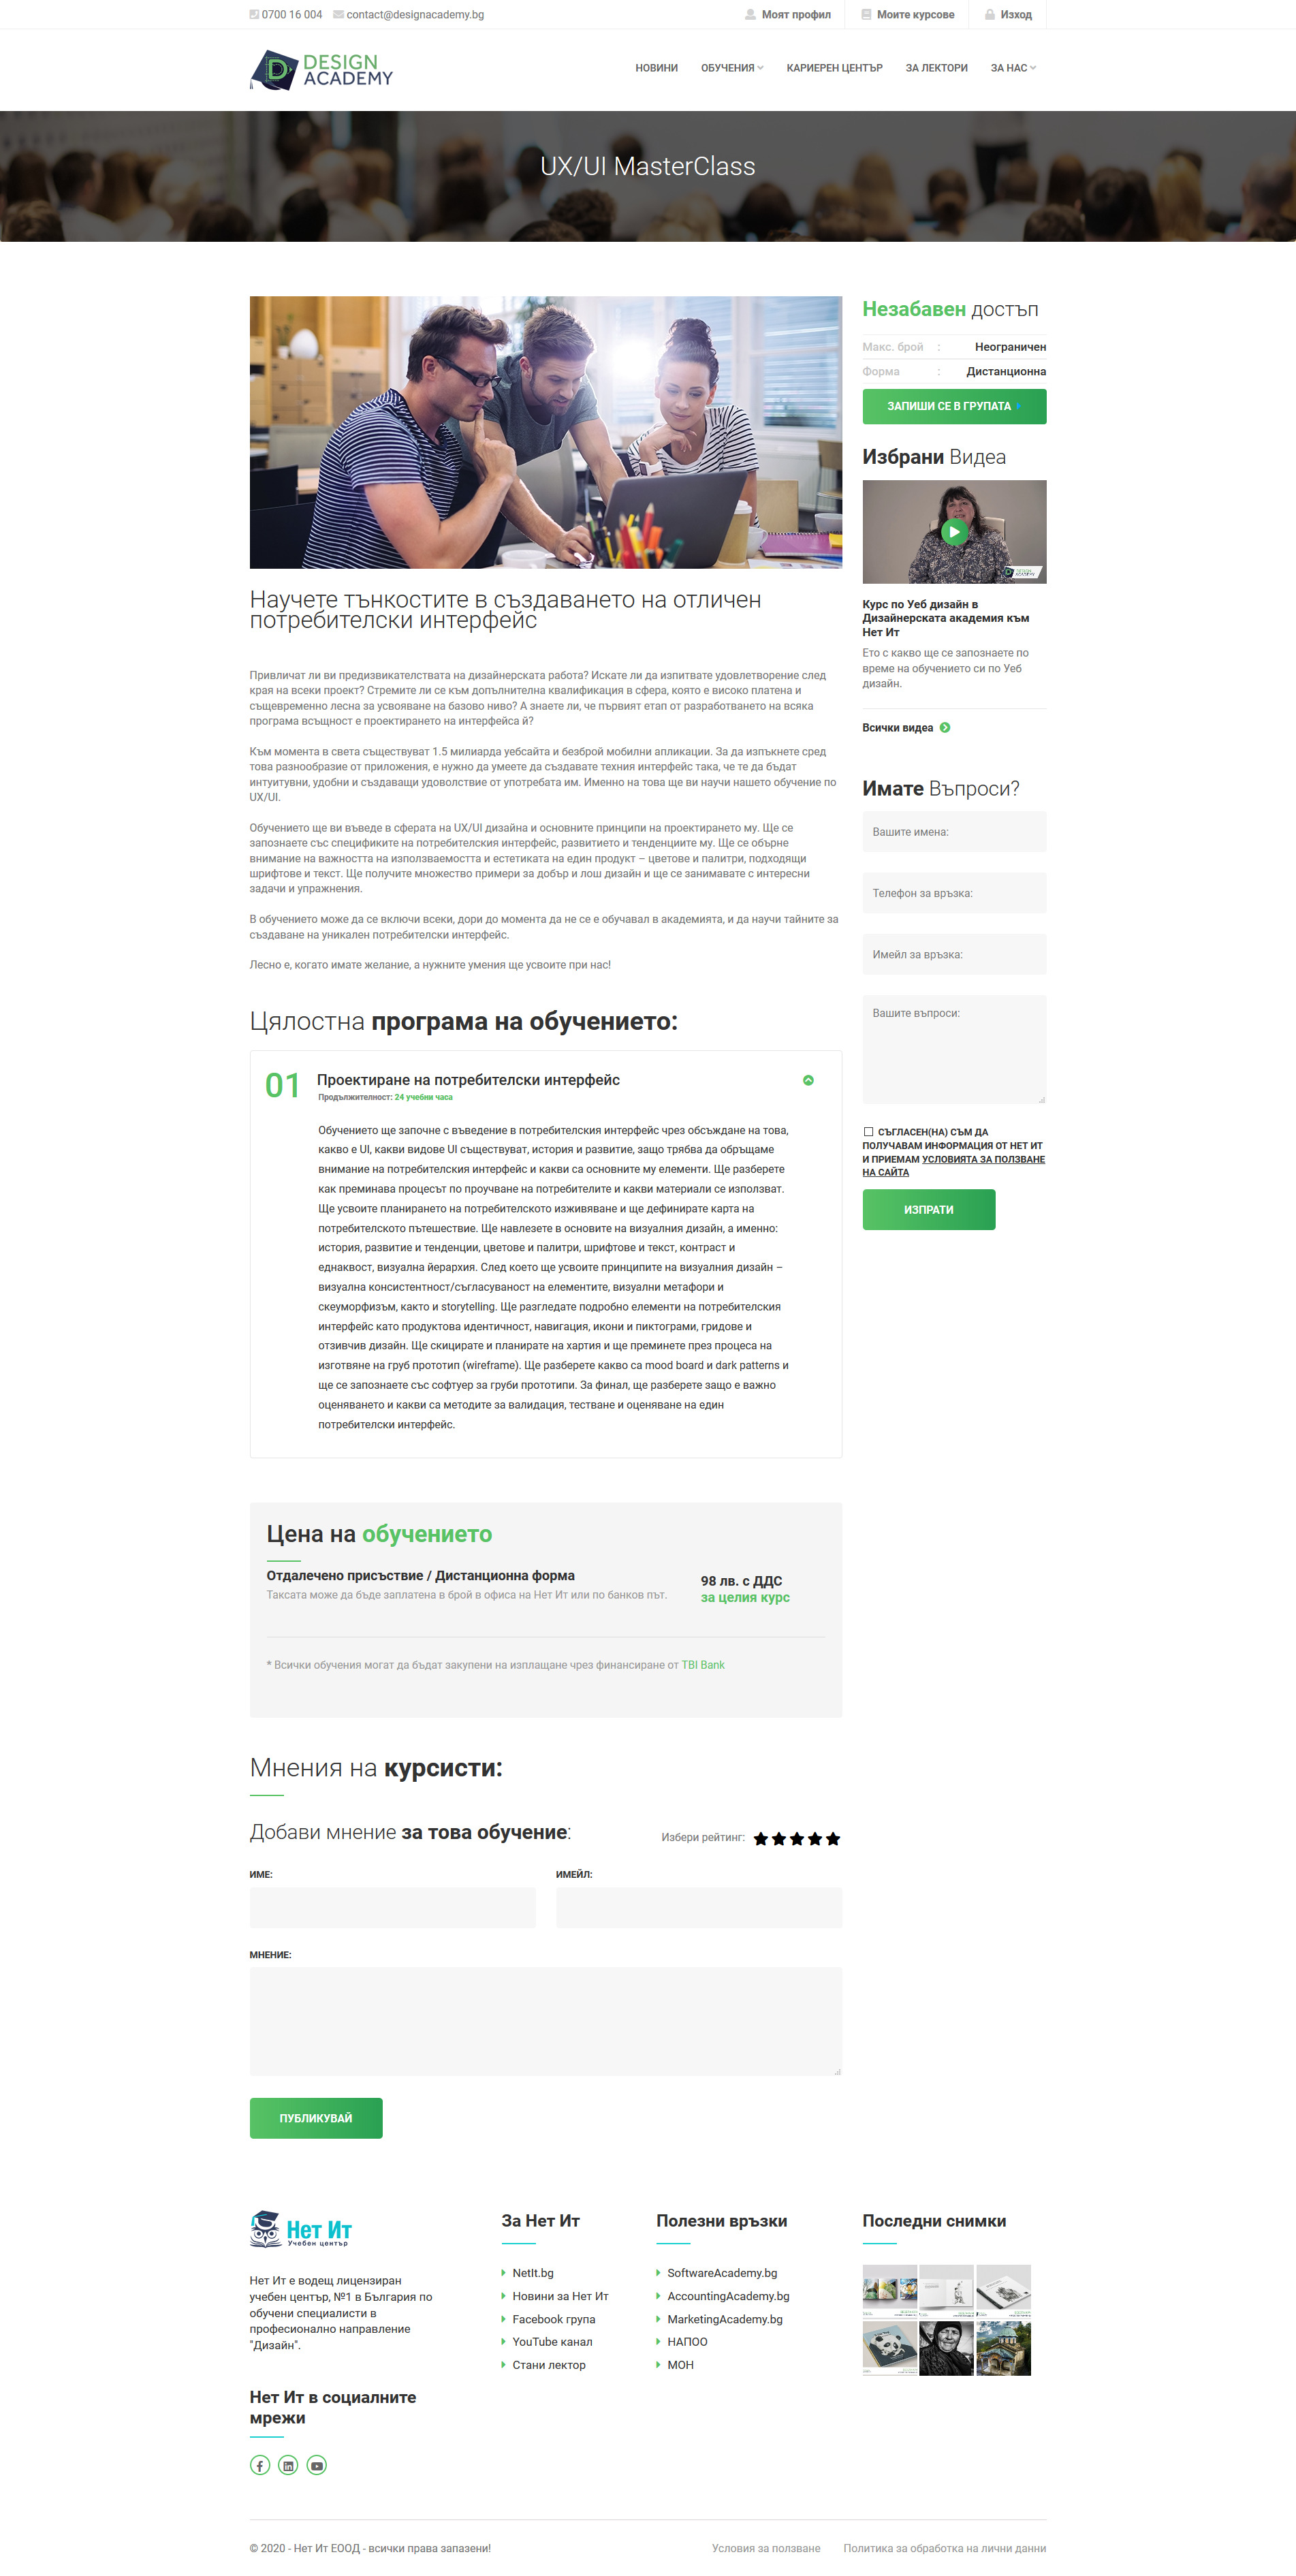 0700 16 004 contact@designacademy.bg Моят профил Моите курсове Изход
DESIGN
ACADEMY
НОВИНИ ОБУЧЕНИЯ КАРИЕРЕН ЦЕНТЪР ЗА ЛЕКТОРИ ЗА НАС
UX/UI MasterClass
Научете тънкостите в създаването на отличен
потребителски интерфейс
Привличат ли ви предизвикателствата на дизайнерската работа? Искате ли да изпитвате удовлетворение след
края на всеки проект? Стремите ли се към допълнителна квалификация в сфера, която е високо платена и
същевременно лесна за усвояване на базово ниво? А знаете ли, че първият етап от разработването на всяка
програма всъщност е проектирането на интерфейса й?
Към момента в света съществуват 1.5 милиарда уебсайта и безброй мобилни апликации. За да изпъкнете сред
това разнообразие от приложения, е нужно да умеете да създавате техния интерфейс така, че те да бъдат
интуитувни, удобни и създаващи удоволствие от употребата им. Именно на това ще ви научи нашето обучение по
UX/UI.
Обучението ще ви въведе в сферата на UX/UI дизайна и основните принципи на проектирането му. Ще се
запознаете със спецификите на потребителския интерфейс, развитието и тенденциите му. Ще се обърне
внимание на важността на използваемостта и естетиката на един продукт – цветове и палитри, подходящи
шрифтове и текст. Ще получите множество примери за добър и лош дизайн и ще се занимавате с интересни
задачи и упражнения.
В обучението може да се включи всеки, дори до момента да не се е обучавал в академията, и да научи тайните за
създаване на уникален потребителски интерфейс.
Лесно е, когато имате желание, а нужните умения ще усвоите при нас!
Цялостна програма на обучението:
01 Проектиране на потребителски интерфейс
Продължителност: 24 учебни часа
Обучението ще започне с въведение в потребителския интерфейс чрез обсъждане на това,
какво е UI, какви видове UI съществуват, история и развитие, защо трябва да обръщаме
внимание на потребителския интерфейс и какви са основните му елементи. Ще разберете
как преминава процесът по проучване на потребителите и какви материали се използват.
Ще усвоите планирането на потребителското изживяване и ще дефинирате карта на
потребителското пътешествие. Ще навлезете в основите на визуалния дизайн, а именно:
история, развитие и тенденции, цветове и палитри, шрифтове и текст, контраст и
еднаквост, визуална йерархия. След което ще усвоите принципите на визуалния дизайн –
визуална консистентност/съгласуваност на елементите, визуални метафори и
скеуморфизъм, както и storytelling. Ще разгледате подробно елементи на потребителския
интерфейс като продуктова идентичност, навигация, икони и пиктограми, гридове и
отзивчив дизайн. Ще скицирате и планирате на хартия и ще преминете през процеса на
изготвяне на груб прототип (wireframe). Ще разберете какво са mood board и dark patterns и
ще се запознаете със софтуер за груби прототипи. За финал, ще разберете защо е важно
оценяването и какви са методите за валидация, тестване и оценяване на един
потребителски интерфейс.
Цена на обучението
Отдалечено присъствие / Дистанционна форма
Таксата може да бъде заплатена в брой в офиса на Нет Ит или по банков път.
98 лв. с ДДС
за целия курс
* Всички обучения могат да бъдат закупени на изплащане чрез финансиране от TBI Bank
Мнения на курсисти:
Добави мнение за това обучение:
Избери рейтинг:
ИМЕ: ИМЕЙЛ:
МНЕНИЕ:
ПУБЛИКУВАЙ
Незабавен достъп
Макс. брой : Неограничен
Форма : Дистанционна
ЗАПИШИ СЕ В ГРУПАТА
Избрани Видеа
DESIGN
ACADEMY
Курс по Уеб дизайн в
Дизайнерската академия към
Нет Ит
Ето с какво ще се запознаете по
време на обучението си по Уеб
дизайн.
Всички видеа
Имате Въпроси?
Вашите имена:
Телефон за връзка:
Имейл за връзка:
Вашите въпроси:
СЪГЛАСЕН(НА) СЪМ ДА
ПОЛУЧАВАМ ИНФОРМАЦИЯ ОТ НЕТ ИТ
И ПРИЕМАМ УСЛОВИЯТА ЗА ПОЛЗВАНЕ
НА САЙТА
ИЗПРАТИ
Нет Ит
Учебен център
Нет Ит е водещ лицензиран
учебен център, №1 в България по
обучени специалисти в
професионално направление
"Дизайн".
Нет Ит в социалните
мрежи
За Нет Ит
NetIt.bg
Новини за Нет Ит
Facebook група
YouTube канал
Стани лектор
Полезни връзки
SoftwareAcademy.bg
AccountingAcademy.bg
MarketingAcademy.bg
НАПОО
МОН
Последни снимки
© 2020 - Нет Ит ЕООД - всички права запазени! Условия за ползване Политика за обработка на лични данни